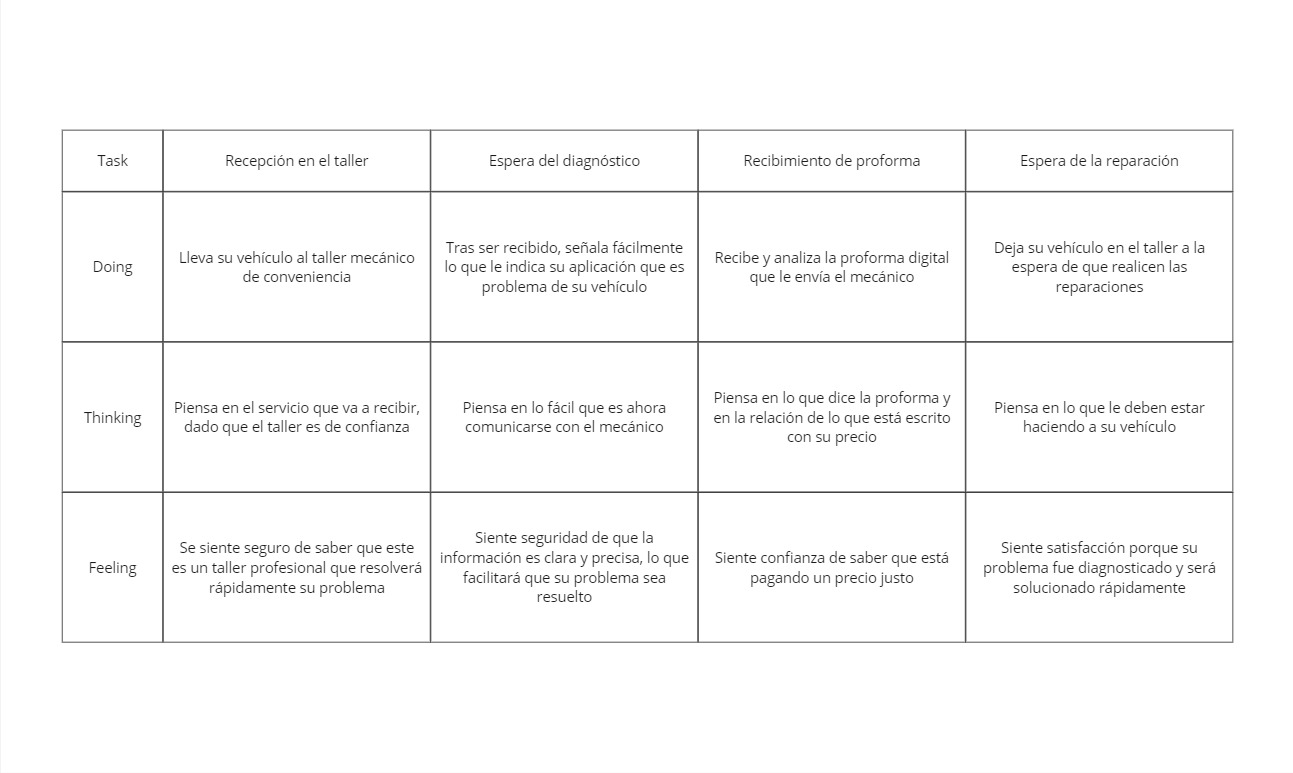 Task
Recepción en el taller
Espera del diagnóstico
Recibimiento de proforma
Espera de la reparación
Doing
Lleva su vehículo al taller mecánico
de conveniencia
Tras ser recibido, señala fácilmente
lo que le indica su aplicación que es
problema de su vehículo
Recibe y analiza la proforma digital
que le envía el mecánico
Deja su vehículo en el taller a la
espera de que realicen las
reparaciones
Thinking
Piensa en el servicio que va a recibir,
dado que el taller es de confianza
Piensa en lo fácil que es ahora
comunicarse con el mecánico
Piensa en lo que dice la proforma y
en la relación de lo que está escrito
con su precio
Piensa en lo que le deben estar
haciendo a su vehículo
Feeling
Se siente seguro de saber que este
es un taller profesional que resolverá
rápidamente su problema
Siente seguridad de que la
información es clara y precisa, lo que
facilitará que su problema sea
resuelto
Siente confianza de saber que está
pagando un precio justo
Siente satisfacción porque su
problema fue diagnosticado y será
solucionado rápidamente